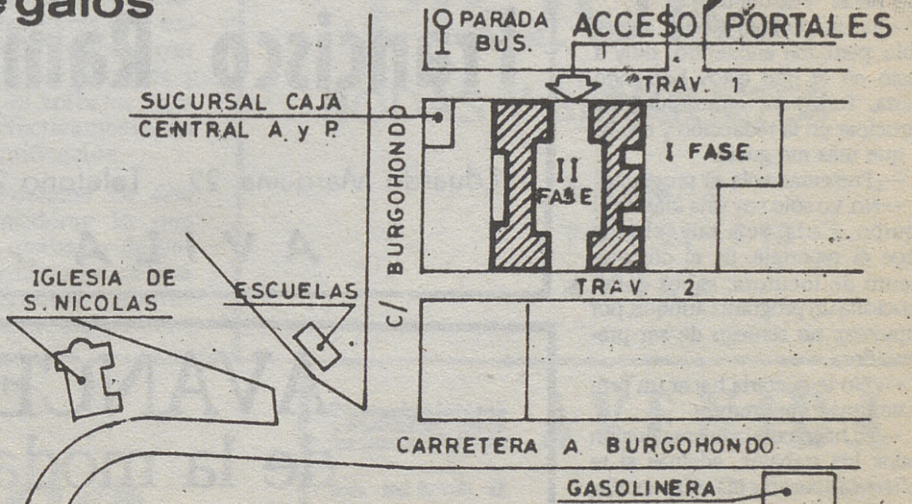 galos
PARADA
BUS.
ACCESO PORTALES
TRAV. 1
SUCURSAL CAJA
CENTRAL A y P.
C/ BURGOHONDO
II
FASE
I FASE
TRAV. 2
IGLESIA DE
S. NICOLAS
ESCUELAS
CARRETERA A BURGOHONDO
GASOLINERA